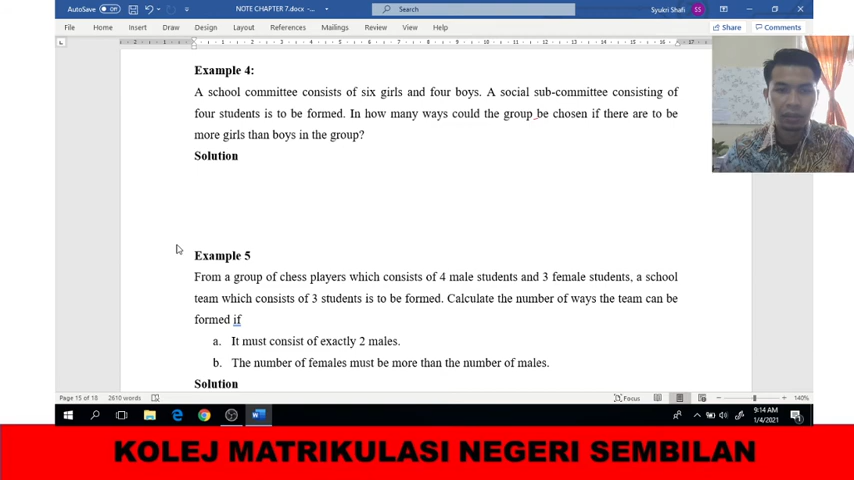 AutoSave Off NOTE CHAPTER 7.docx - ... Search Syukri Shafi SS
File Home Insert Draw Design Layout References Mailings Review View Help Share Comments
Example 4:
A school committee consists of six girls and four boys. A social sub-committee consisting of
four students is to be formed. In how many ways could the group be chosen if there are to be
more girls than boys in the group?
Solution
Example 5
From a group of chess players which consists of 4 male students and 3 female students, a school
team which consists of 3 students is to be formed. Calculate the number of ways the team can be
formed if
a. It must consist of exactly 2 males.
b. The number of females must be more than the number of males.
Solution
Page 15 of 18 2610 words Focus 140%
9:14 AM
1/4/2021
KOLEJ MATRIKULASI NEGERI SEMBILAN